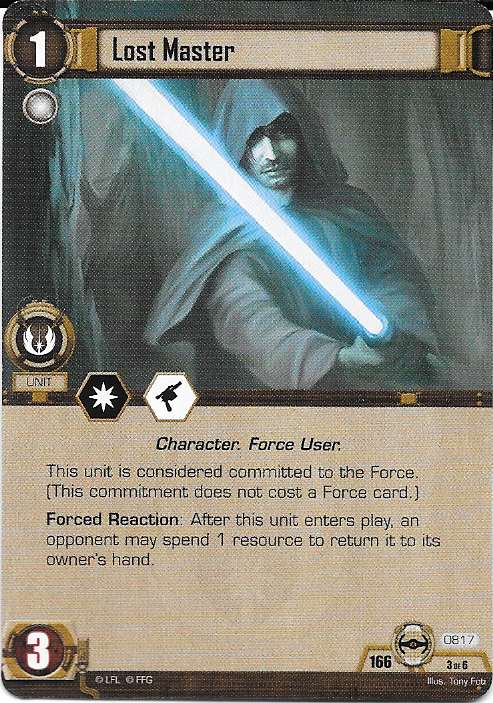 1
Lost Master
UNIT
Character. Force User.
This unit is considered committed to the Force.
(This commitment does not cost a Force card.)
Forced Reaction: After this unit enters play, an
opponent may spend 1 resource to return it to its
owner's hand.
3
166
0817
3 OF 6
© LFL © FFG
Illus. Tony Foti